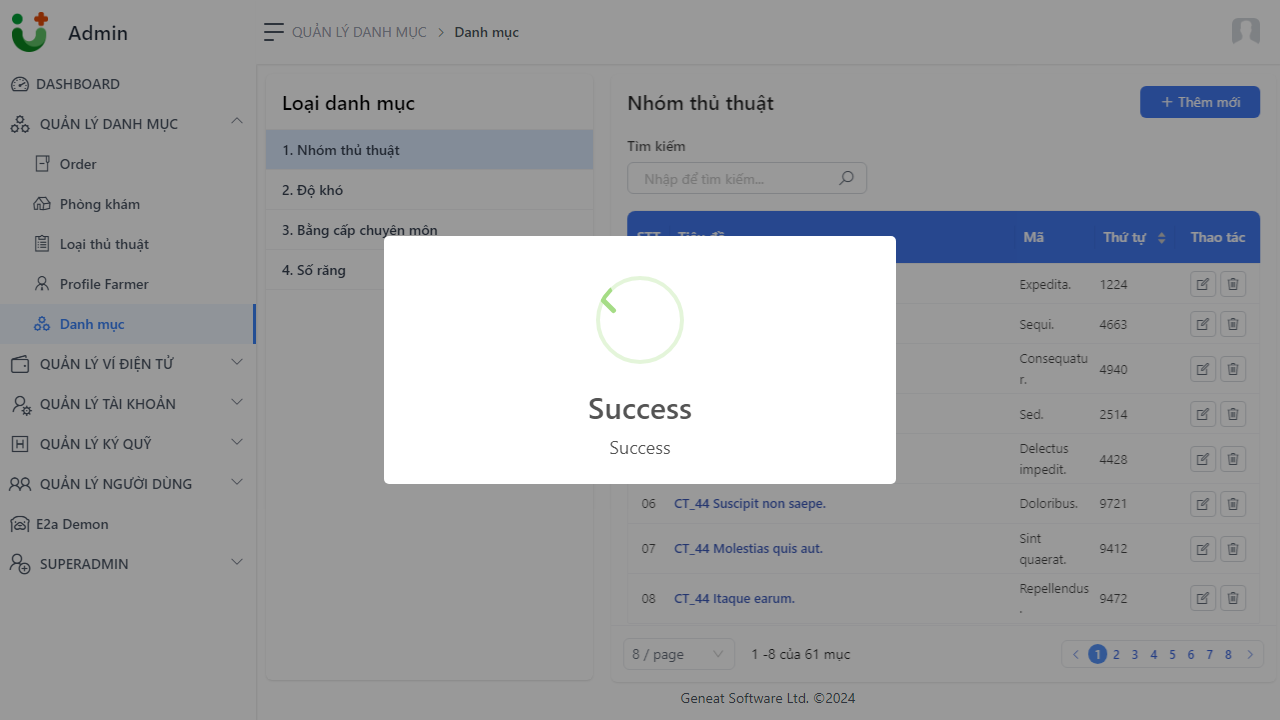 Admin
QUẢN LÝ DANH MỤC
Danh mục
DASHBOARD
QUẢN LÝ DANH MỤC
Order
Phòng khám
Loại thủ thuật
Profile Farmer
Danh mục
QUẢN LÝ VÍ ĐIỆN TỬ
QUẢN LÝ TÀI KHOẢN
QUẢN LÝ KÝ QUỸ
QUẢN LÝ NGƯỜI DÙNG
E2a Demon
SUPERADMIN
Loại danh mục
1. Nhóm thủ thuật
2. Độ khó
3. Bằng cấp chuyên môn
4. Số răng
Nhóm thủ thuật
Thêm mới
Tìm kiếm
Nhập để tìm kiếm...
STT Tiêu đề Mã Thứ tự Thao tác
Expedita. 1224
Sequi. 4663
Consequatu
r. 4940
Sed. 2514
Delectus
impedit. 4428
06 CT_44 Suscipit non saepe. Doloribus. 9721
07 CT_44 Molestias quis aut. Sint
quaerat. 9412
08 CT_44 Itaque earum. Repellendus
. 9472
Success
Success
8 / page
1 -8 của 61 mục
1 2 3 4 5 6 7 8
Geneat Software Ltd. ©2024